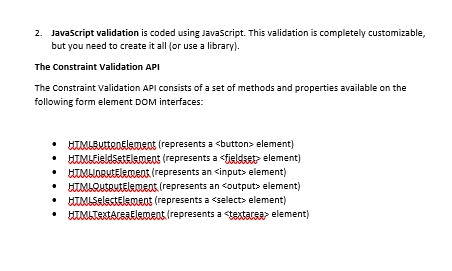 2. JavaScript validation is coded using JavaScript. This validation is completely customizable,
but you need to create it all (or use a library).
The Constraint Validation API
The Constraint Validation API consists of a set of methods and properties available on the
following form element DOM interfaces:
• HTMLButtonElement (represents a <button> element)
• HTMLFieldSetElement (represents a <fieldset> element)
• HTMLInputElement (represents an <input> element)
• HTMLOutputElement (represents an <output> element)
• HTMLSelectElement (represents a <select> element)
• HTMLTextAreaElement (represents a <textarea> element)